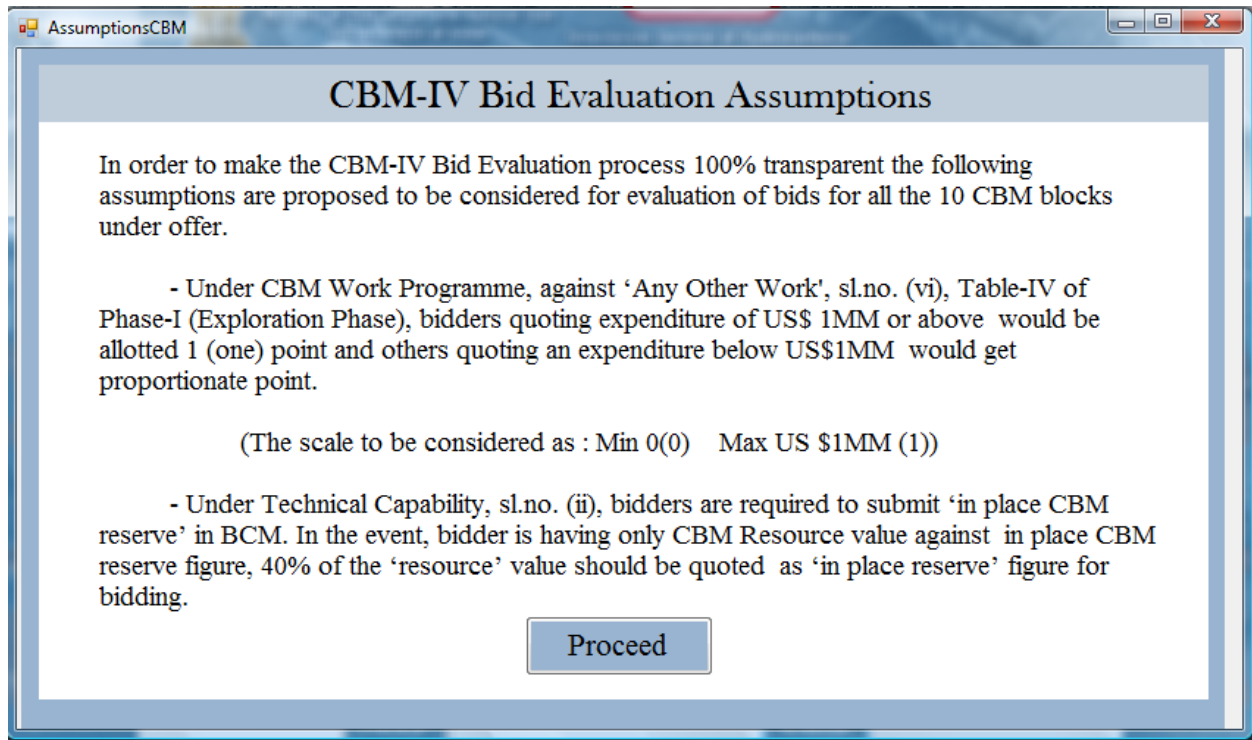 AssumptionsCBM
CBM-IV Bid Evaluation Assumptions
In order to make the CBM-IV Bid Evaluation process 100% transparent the following
assumptions are proposed to be considered for evaluation of bids for all the 10 CBM blocks
under offer.
- Under CBM Work Programme, against ‘Any Other Work', sl.no. (vi), Table-IV of
Phase-I (Exploration Phase), bidders quoting expenditure of US$ 1MM or above would be
allotted 1 (one) point and others quoting an expenditure below US$1MM would get
proportionate point.
(The scale to be considered as : Min 0(0) Max US $1MM (1))
- Under Technical Capability, sl.no. (ii), bidders are required to submit ‘in place CBM
reserve’ in BCM. In the event, bidder is having only CBM Resource value against in place CBM
reserve figure, 40% of the ‘resource’ value should be quoted as ‘in place reserve’ figure for
bidding.
Proceed